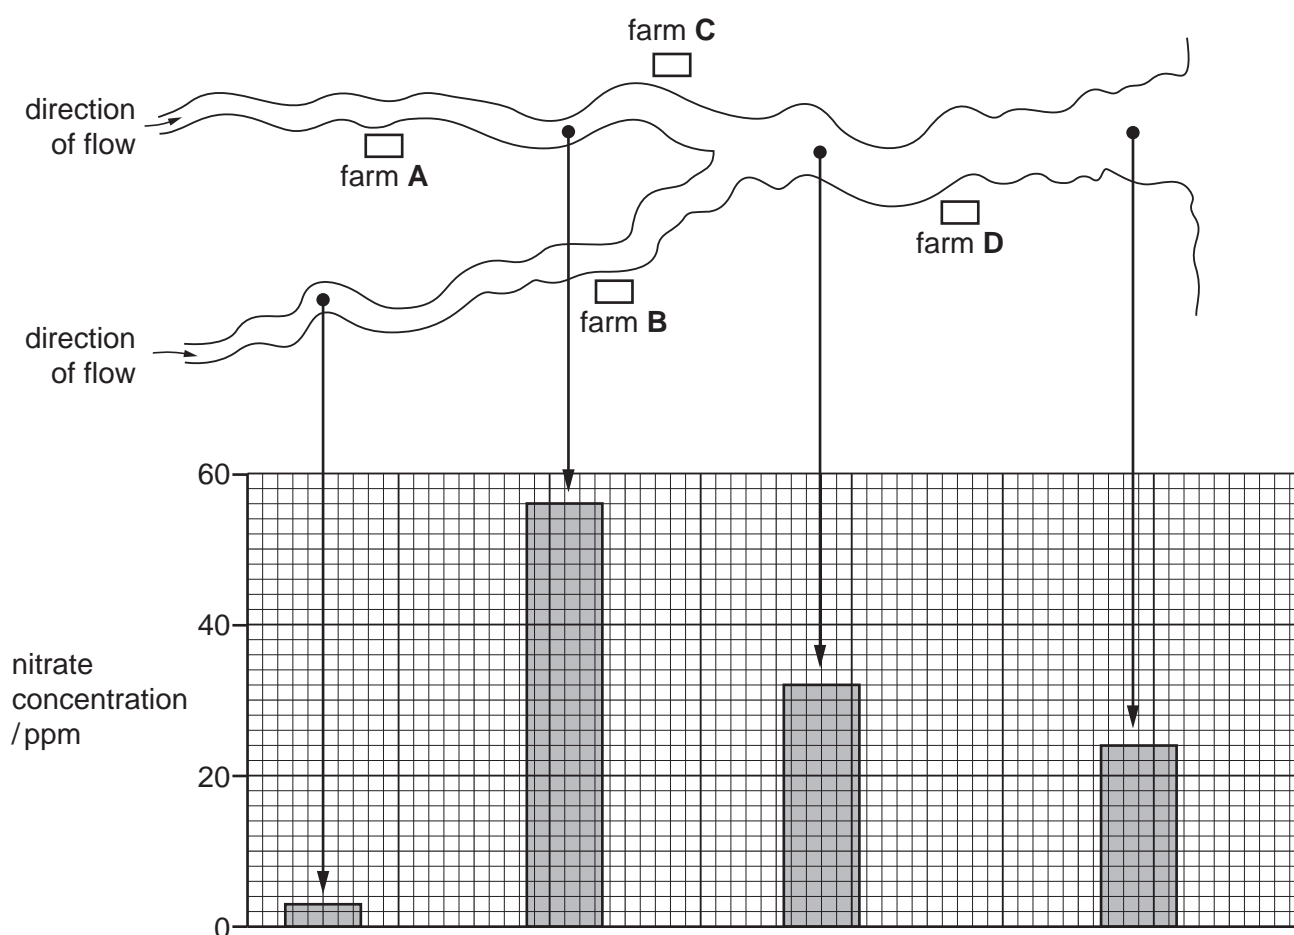 farm C
direction
of flow
farm A
farm D
farm B
direction
of flow
60
40
nitrate
concentration
/ ppm
20
0